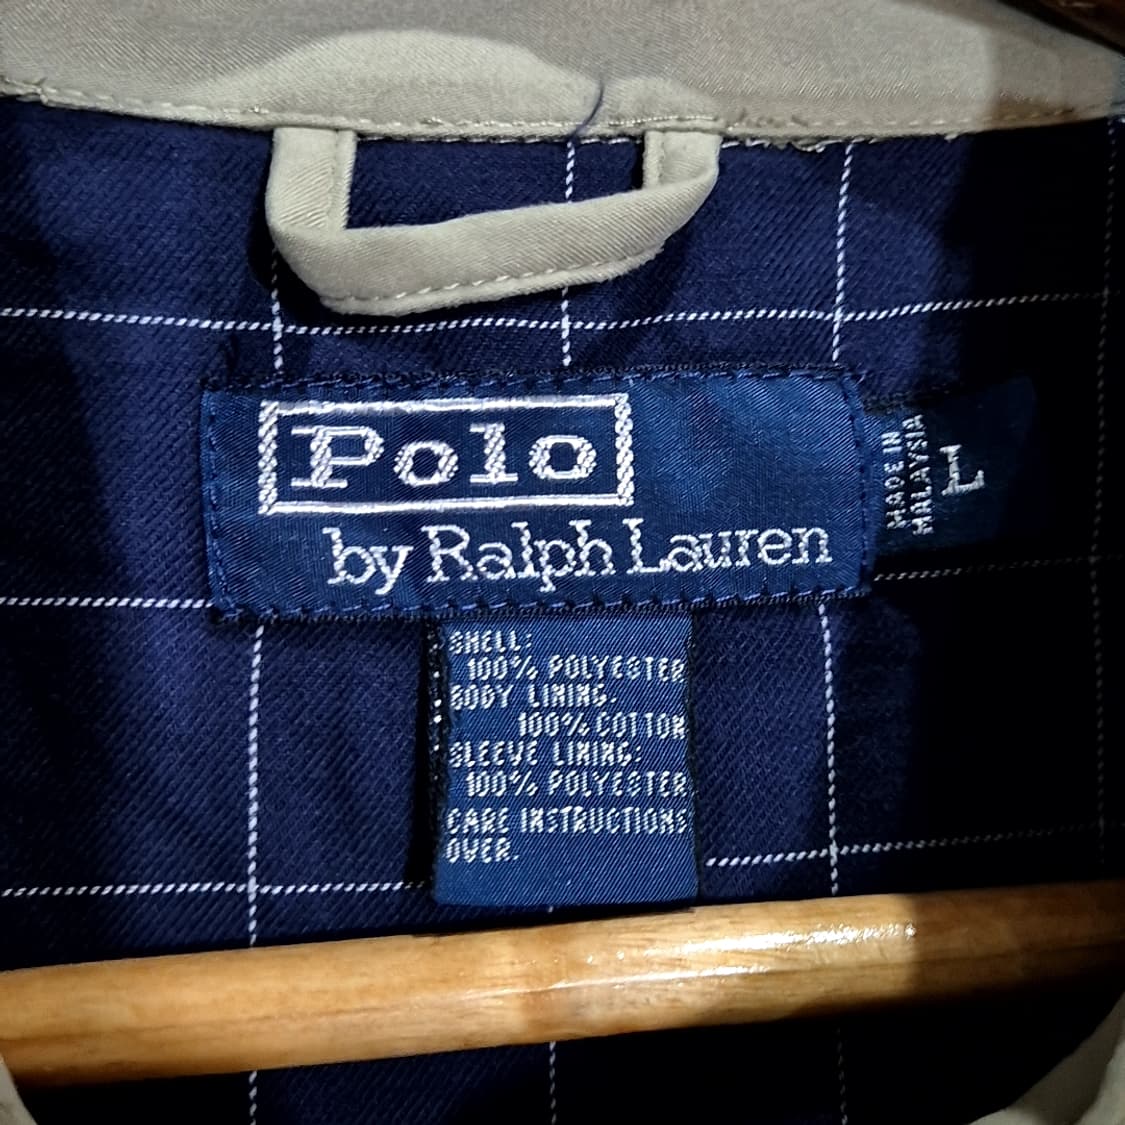 Polo
by Ralph Lauren
MADE IN
MALAYSIA
L
SHELL:
100% POLYESTER
BODY LINING:
100% COTTON
SLEEVE LINING:
100% POLYESTER
CARE INSTRUCTIONS
OVER.